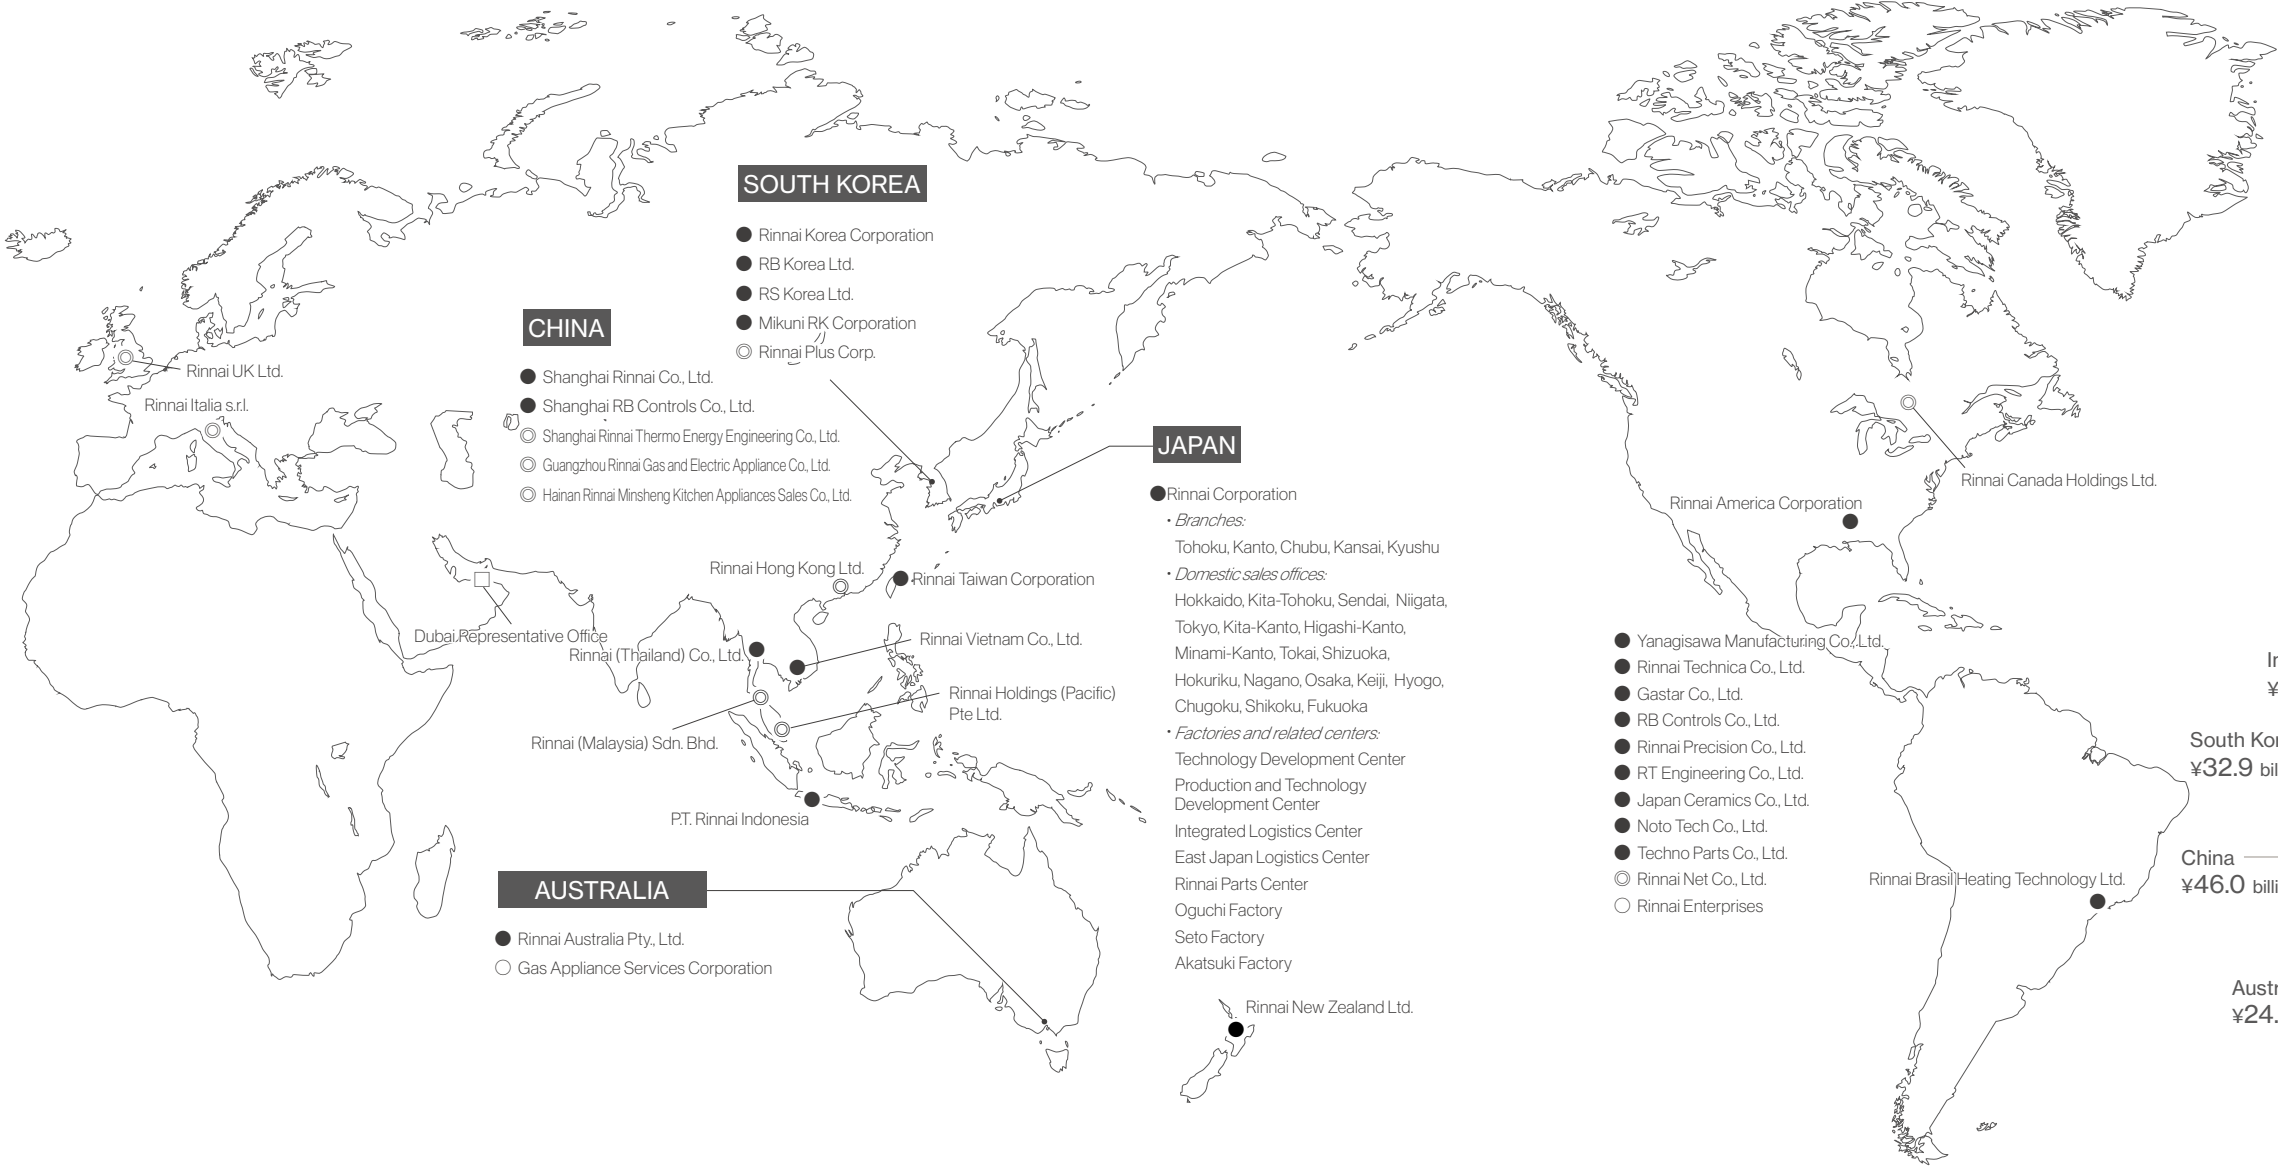 SOUTH KOREA
Rinnai Korea Corporation
RB Korea Ltd.
RS Korea Ltd.
Mikuni RK Corporation
Rinnai Plus Corp.
CHINA
Shanghai Rinnai Co., Ltd.
Shanghai RB Controls Co., Ltd.
Shanghai Rinnai Thermo Energy Engineering Co., Ltd.
Guangzhou Rinnai Gas and Electric Appliance Co., Ltd.
Hainan Rinnai Minsheng Kitchen Appliances Sales Co., Ltd.
Rinnai UK Ltd.
Rinnai Italia s.r.l.
JAPAN
Rinnai Corporation
• Branches:
Tohoku, Kanto, Chubu, Kansai, Kyushu
• Domestic sales offices:
Hokkaido, Kita-Tohoku, Sendai, Niigata,
Tokyo, Kita-Kanto, Higashi-Kanto,
Minami-Kanto, Tokai, Shizuoka,
Hokuriku, Nagano, Osaka, Keiji, Hyogo,
Chugoku, Shikoku, Fukuoka
• Factories and related centers:
Technology Development Center
Production and Technology
Development Center
Integrated Logistics Center
East Japan Logistics Center
Rinnai Parts Center
Oguchi Factory
Seto Factory
Akatsuki Factory
Yanagisawa Manufacturing Co., Ltd.
Rinnai Technica Co., Ltd.
Gastar Co., Ltd.
RB Controls Co., Ltd.
Rinnai Precision Co., Ltd.
RT Engineering Co., Ltd.
Japan Ceramics Co., Ltd.
Noto Tech Co., Ltd.
Techno Parts Co., Ltd.
Rinnai Net Co., Ltd.
Rinnai Enterprises
Rinnai Canada Holdings Ltd.
Rinnai America Corporation
Rinnai Hong Kong Ltd.
Rinnai Taiwan Corporation
Dubai Representative Office
Rinnai (Thailand) Co., Ltd.
Rinnai Vietnam Co., Ltd.
Rinnai Holdings (Pacific)
Pte Ltd.
Rinnai (Malaysia) Sdn. Bhd.
P.T. Rinnai Indonesia
AUSTRALIA
Rinnai Australia Pty., Ltd.
Gas Appliance Services Corporation
Rinnai New Zealand Ltd.
Rinnai Brasil Heating Technology Ltd.
¥
South Kor
¥32.9 bil
China
¥46.0 billi
Austr
¥24.